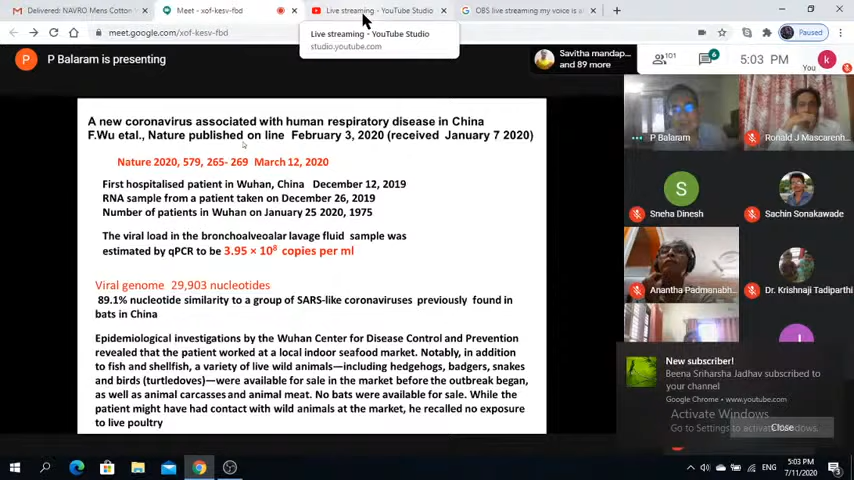 Delivered: NAVRO Mens Cotton
Meet - xof-kesv-fbd
Live streaming - YouTube Studio
OBS live streaming my voice is a
meet.google.com/xof-kesv-fbd
Paused
Live streaming - YouTube Studio
studio.youtube.com
P
P Balaram is presenting
Savitha mandap...
and 89 more
101
6
5:03 PM
k
A new coronavirus associated with human respiratory disease in China
F.Wu etal., Nature published on line February 3, 2020 (received January 7 2020)
Nature 2020, 579, 265- 269 March 12, 2020
First hospitalised patient in Wuhan, China December 12, 2019
RNA sample from a patient taken on December 26, 2019
Number of patients in Wuhan on January 25 2020, 1975
The viral load in the bronchoalveoalar lavage fluid sample was
estimated by qPCR to be 3.95 × 10⁸ copies per ml
Viral genome 29,903 nucleotides
89.1% nucleotide similarity to a group of SARS-like coronaviruses previously found in
bats in China
Epidemiological investigations by the Wuhan Center for Disease Control and Prevention
revealed that the patient worked at a local indoor seafood market. Notably, in addition
to fish and shellfish, a variety of live wild animals—including hedgehogs, badgers, snakes
and birds (turtledoves)—were available for sale in the market before the outbreak began,
as well as animal carcasses and animal meat. No bats were available for sale. While the
patient might have had contact with wild animals at the market, he recalled no exposure
to live poultry
P Balaram
Ronald J Mascarenh...
S
Sneha Dinesh
Sachin Sonakawade
Anantha Padmanabh...
Dr. Krishnaji Tadiparthi
J
New subscriber!
Beena Sriharsha Jadhav subscribed to
your channel
Google Chrome • www.youtube.com
Activate Windows
Go to Settings to activate Windows.
Close
ENG
5:03 PM
7/11/2020
3